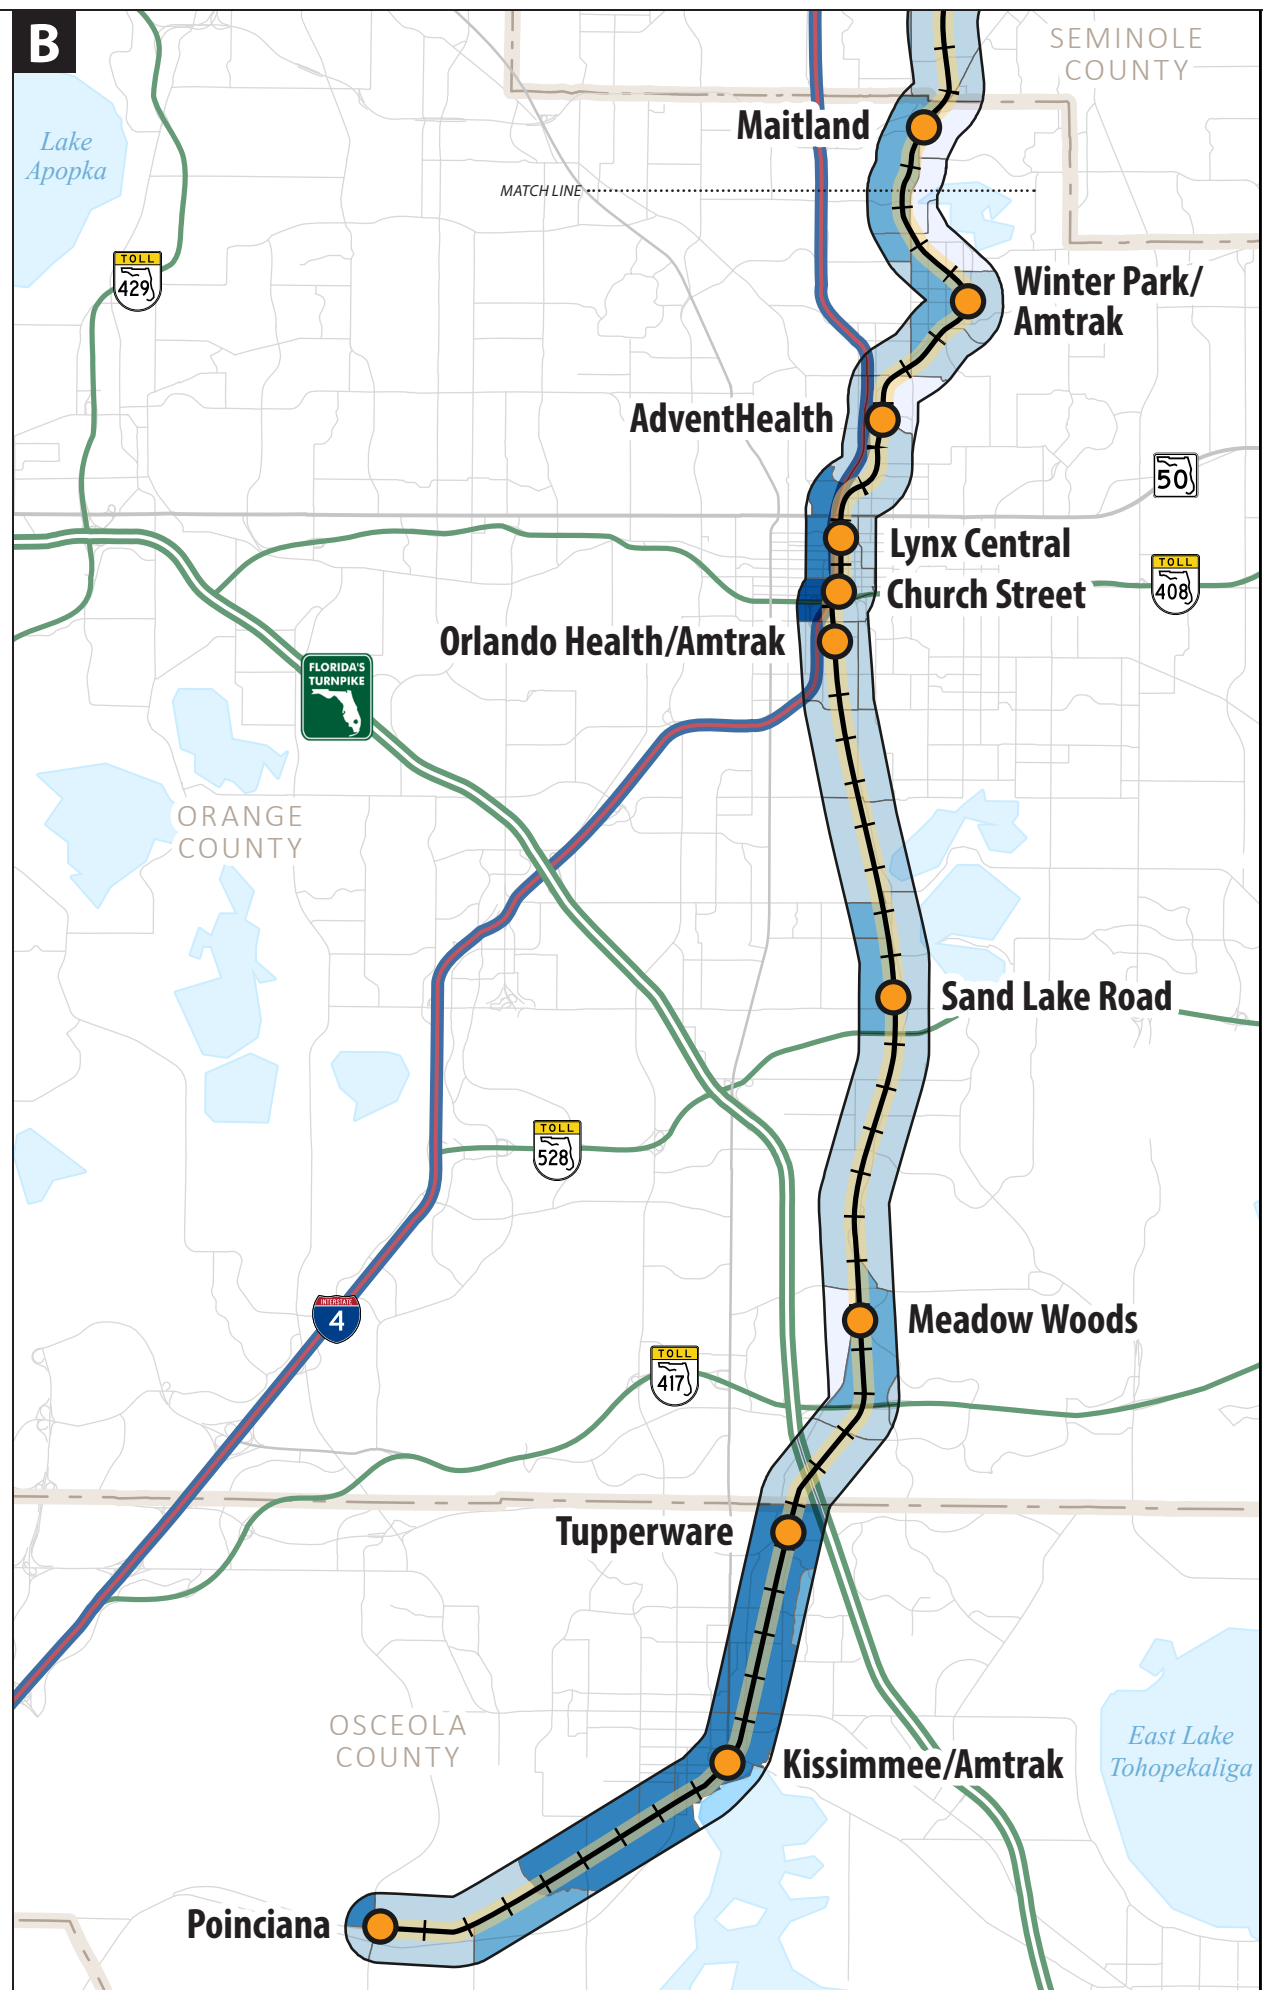 B
SEMINOLE
COUNTY
Maitland
Lake
Apopka
MATCH LINE
TOLL
429
Winter Park/
Amtrak
AdventHealth
50
Lynx Central
TOLL
408
Church Street
Orlando Health/Amtrak
FLORIDA'S
TURNPIKE
ORANGE
COUNTY
Sand Lake Road
TOLL
528
INTERSTATE
4
Meadow Woods
TOLL
417
Tupperware
OSCEOLA
COUNTY
East Lake
Tohopekaliga
Kissimmee/Amtrak
Poinciana